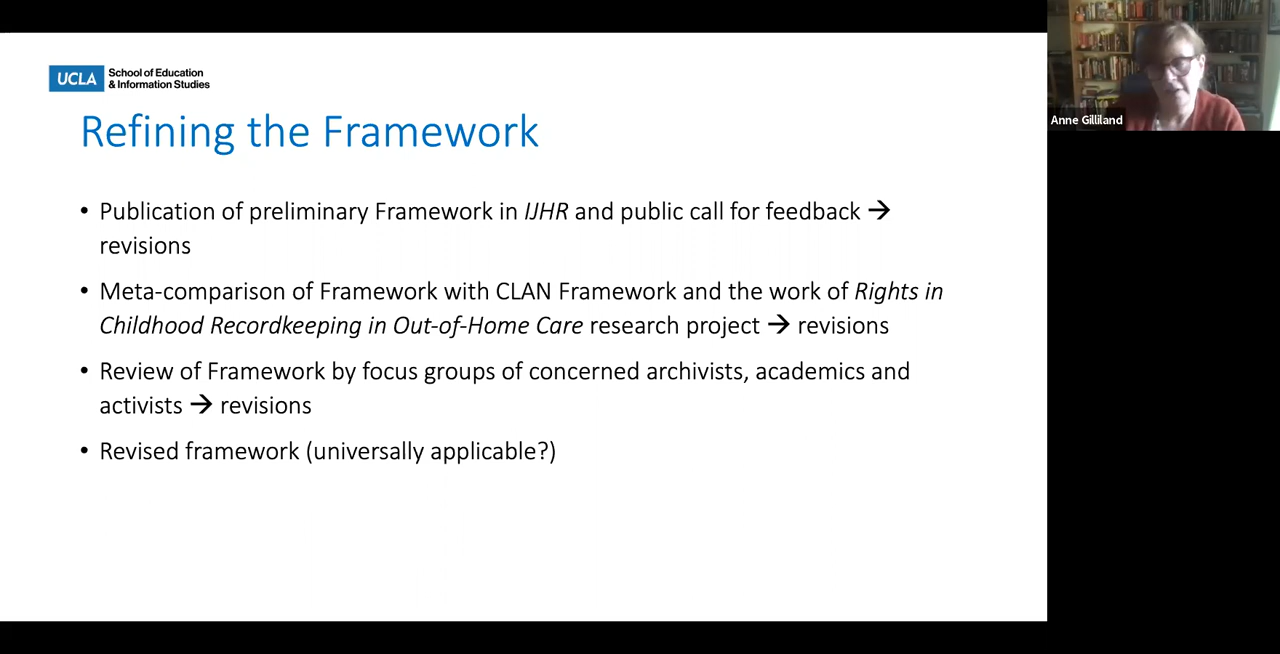 UCLA School of Education
& Information Studies
Refining the Framework
• Publication of preliminary Framework in IJHR and public call for feedback →
revisions
• Meta-comparison of Framework with CLAN Framework and the work of Rights in
Childhood Recordkeeping in Out-of-Home Care research project → revisions
• Review of Framework by focus groups of concerned archivists, academics and
activists → revisions
• Revised framework (universally applicable?)
Anne Gilliland